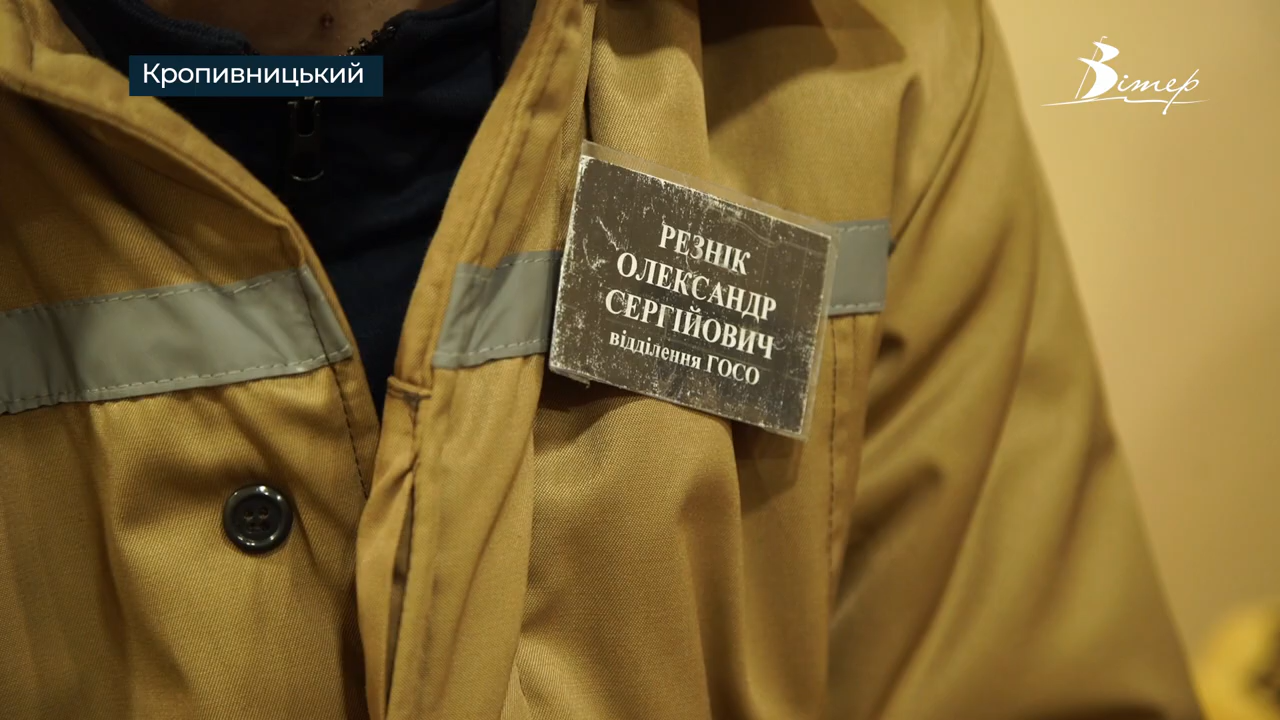 Кропивницький
Вітер
РЕЗНІК
ОЛЕКСАНДР
СЕРГІЙОВИЧ
відділення ГОСО